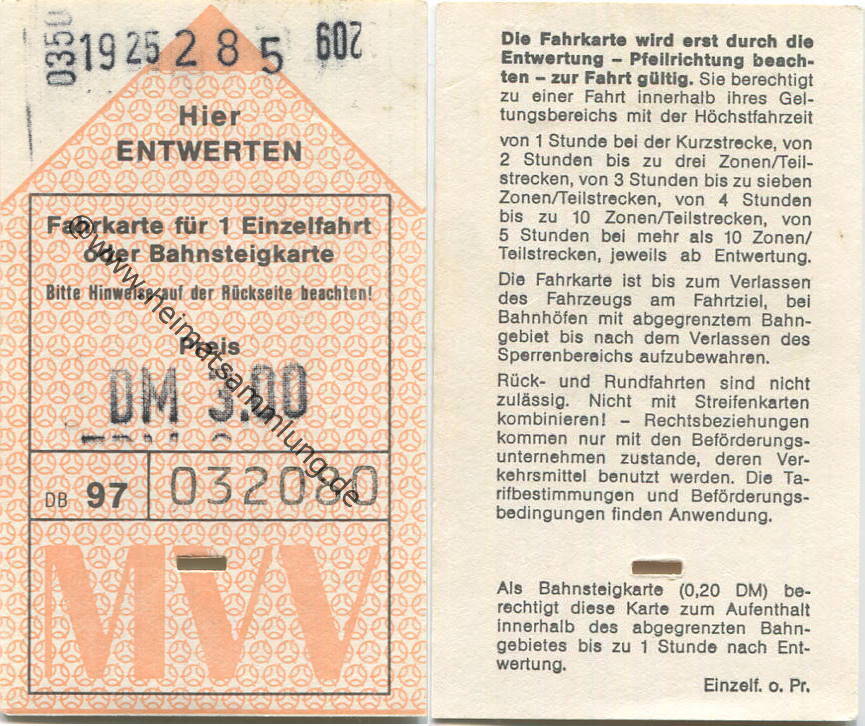 0350 19 25 2 8 5 602
Hier
ENTWERTEN
Fahrkarte für 1 Einzelfahrt
oder Bahnsteigkarte
Bitte Hinweise auf der Rückseite beachten!
Preis
DM 3.00
DB 97 032080
MVV
@www.heimatsammlung.de
Die Fahrkarte wird erst durch die
Entwertung – Pfeilrichtung beach-
ten – zur Fahrt gültig. Sie berechtigt
zu einer Fahrt innerhalb ihres Gel-
tungsbereichs mit der Höchstfahrzeit
von 1 Stunde bei der Kurzstrecke, von
2 Stunden bis zu drei Zonen/Teil-
strecken, von 3 Stunden bis zu sieben
Zonen/Teilstrecken, von 4 Stunden
bis zu 10 Zonen/Teilstrecken, von
5 Stunden bei mehr als 10 Zonen/
Teilstrecken, jeweils ab Entwertung.
Die Fahrkarte ist bis zum Verlassen
des Fahrzeugs am Fahrtziel, bei
Bahnhöfen mit abgegrenztem Bahn-
gebiet bis nach dem Verlassen des
Sperrenbereichs aufzubewahren.
Rück- und Rundfahrten sind nicht
zulässig. Nicht mit Streifenkarten
kombinieren! – Rechtsbeziehungen
kommen nur mit den Beförderungs-
unternehmen zustande, deren Ver-
kehrsmittel benutzt werden. Die Ta-
rifbestimmungen und Beförderungs-
bedingungen finden Anwendung.
Als Bahnsteigkarte (0,20 DM) be-
rechtigt diese Karte zum Aufenthalt
innerhalb des abgegrenzten Bahn-
gebietes bis zu 1 Stunde nach Ent-
wertung.
Einzelf. o. Pr.